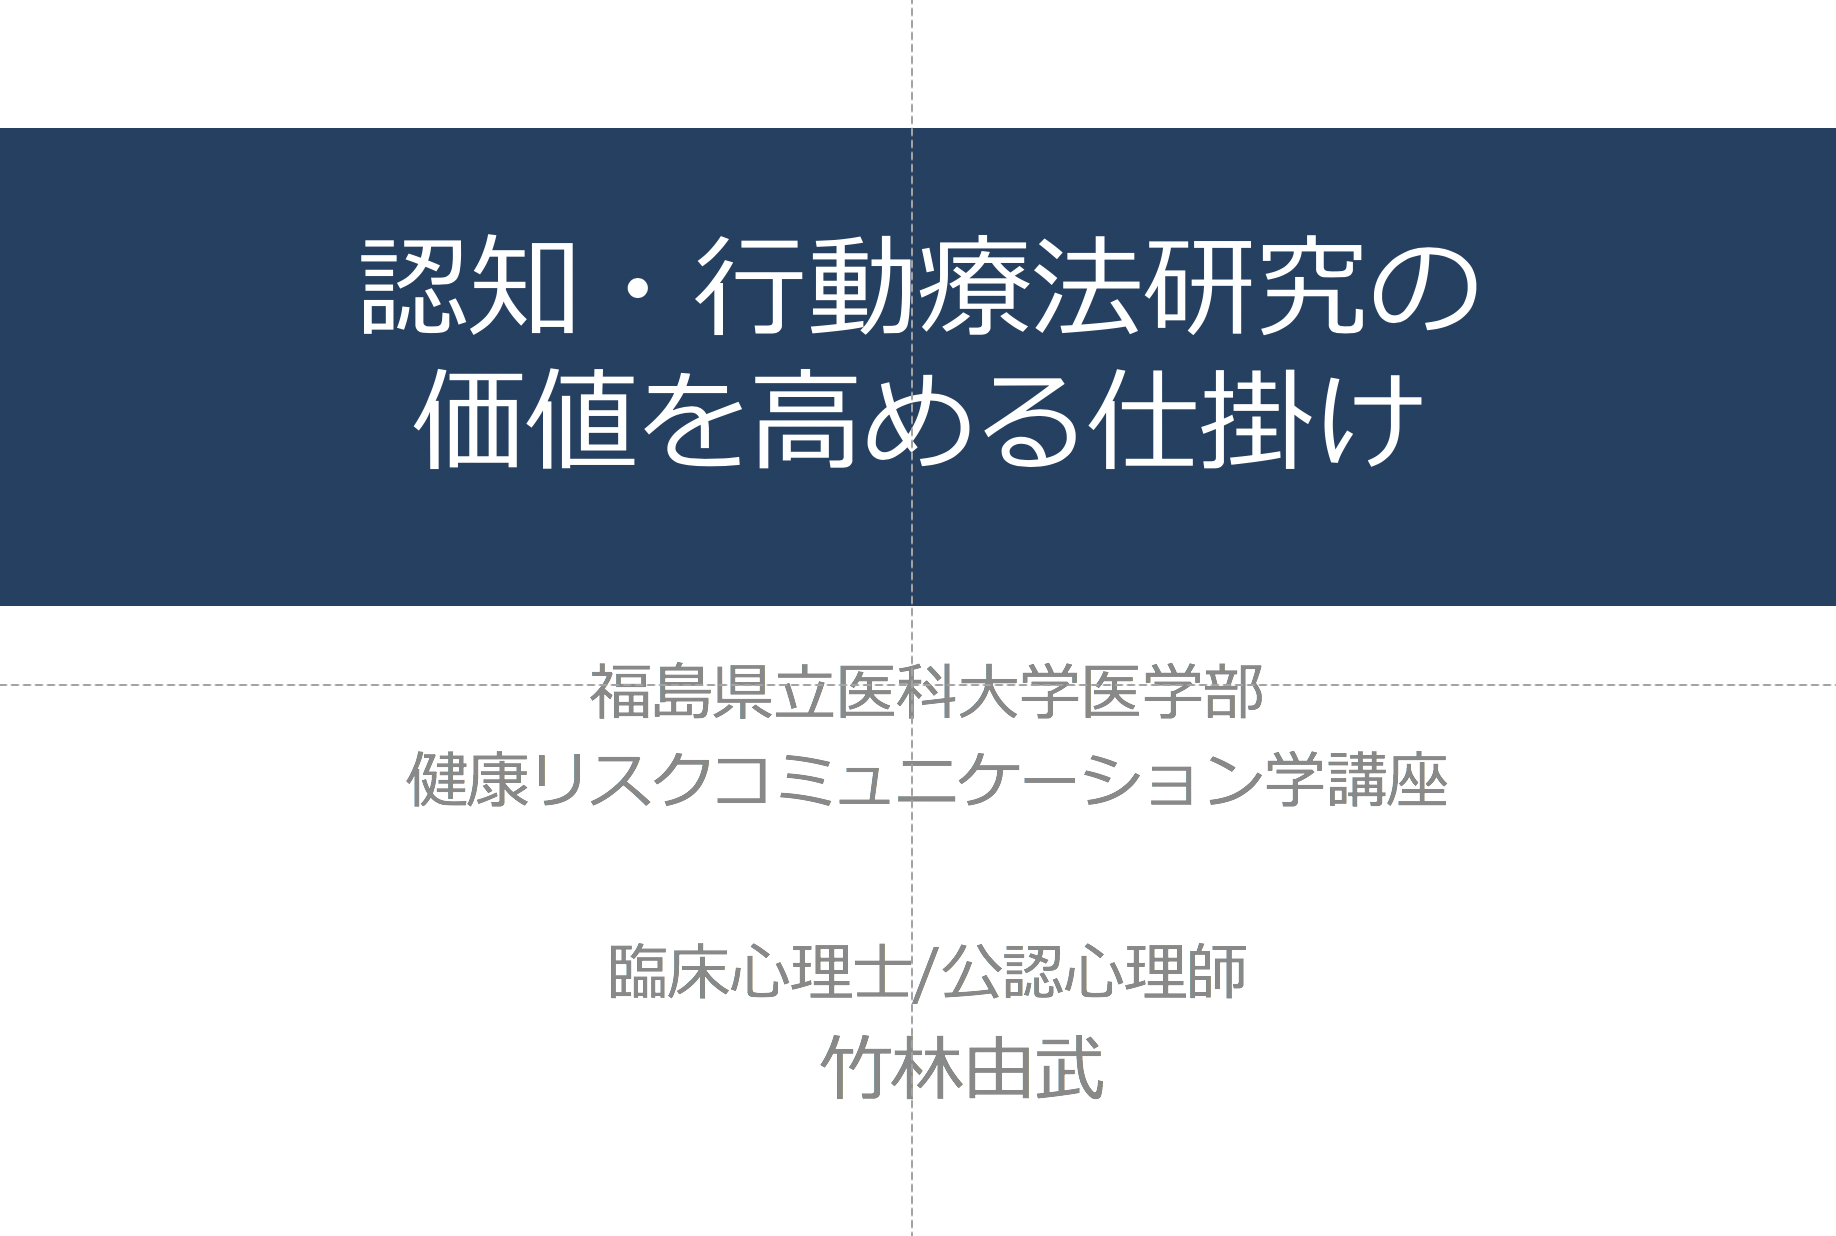 認知・行動療法研究の
価値を高める仕掛け
福島県立医科大学医学部
健康リスクコミュニケーション学講座
臨床心理士/公認心理師
竹林由武